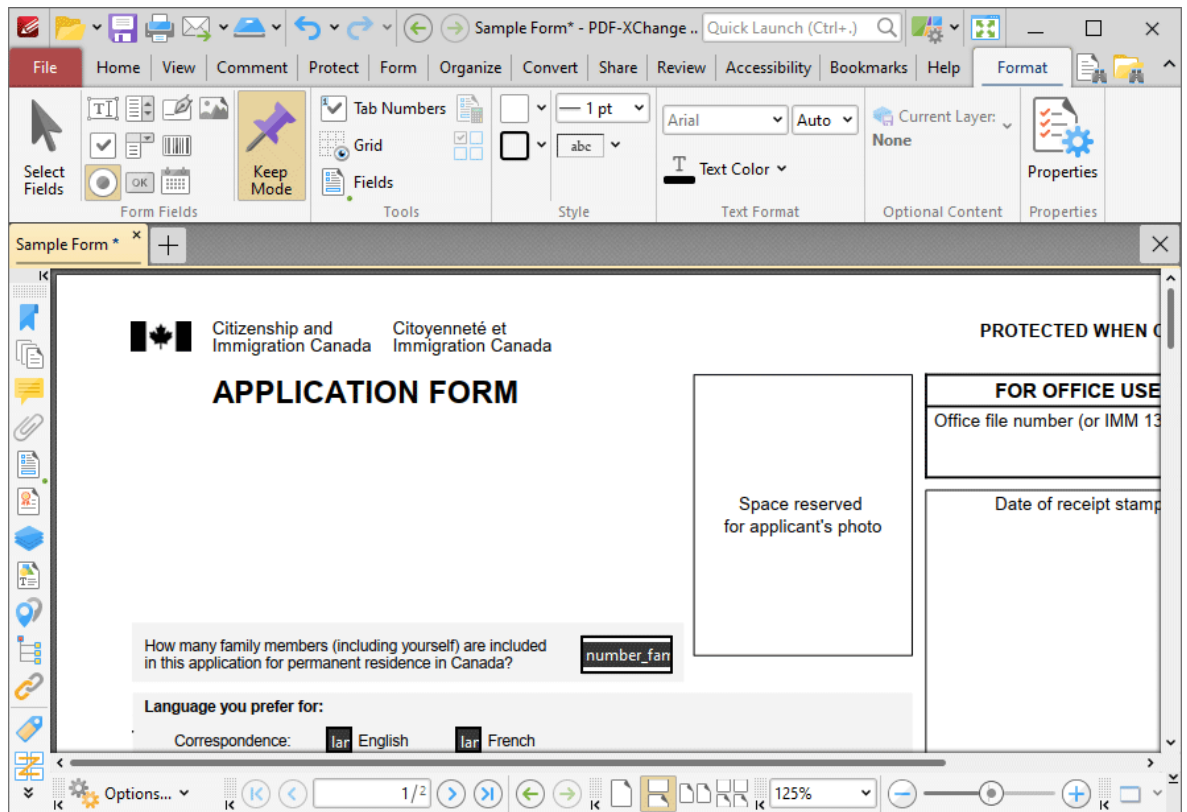 Sample Form* - PDF-XChange ..
Quick Launch (Ctrl+.)
File
Home
View
Comment
Protect
Form
Organize
Convert
Share
Review
Accessibility
Bookmarks
Help
Format
Select
Fields
OK
Keep
Mode
Form Fields
Tab Numbers
Grid
Fields
Tools
1 pt
abc
Style
Arial
Auto
Text Color
Text Format
Current Layer:
None
Optional Content
Properties
Properties
Sample Form *
Citizenship and
Immigration Canada
Citoyenneté et
Immigration Canada
PROTECTED WHEN C
APPLICATION FORM
FOR OFFICE USE
Office file number (or IMM 13
Space reserved
for applicant's photo
Date of receipt stamp
How many family members (including yourself) are included
in this application for permanent residence in Canada?
number_fam
Language you prefer for:
Correspondence:
lar English
lar French
Options...
1/2
125%